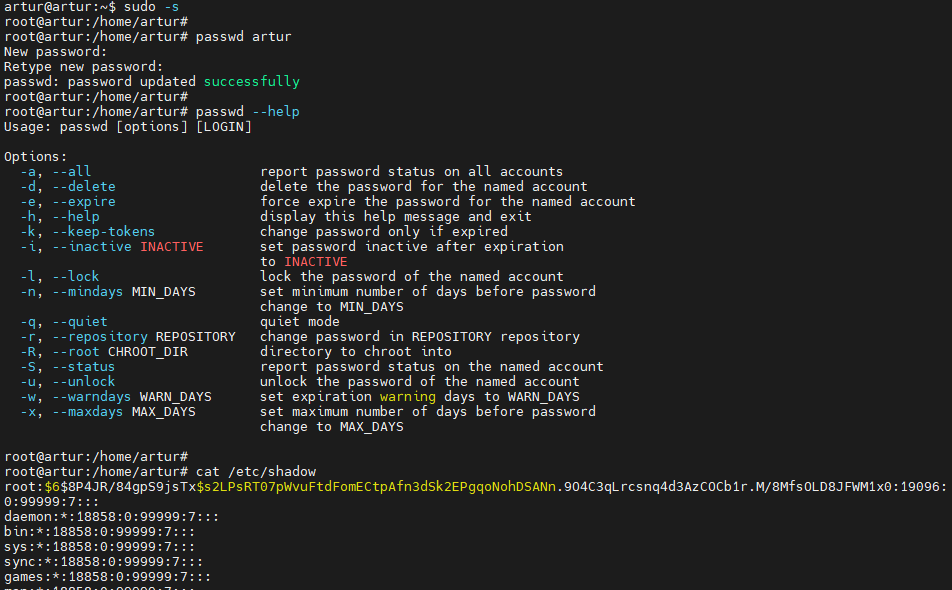 artur@artur:~$ sudo -s
root@artur:/home/artur#
root@artur:/home/artur# passwd artur
New password:
Retype new password:
passwd: password updated successfully
root@artur:/home/artur#
root@artur:/home/artur# passwd --help
Usage: passwd [options] [LOGIN]

Options:
  -a, --all                     report password status on all accounts
  -d, --delete                  delete the password for the named account
  -e, --expire                  force expire the password for the named account
  -h, --help                    display this help message and exit
  -k, --keep-tokens             change password only if expired
  -i, --inactive INACTIVE       set password inactive after expiration
                                to INACTIVE
  -l, --lock                    lock the password of the named account
  -n, --mindays MIN_DAYS        set minimum number of days before password
                                change to MIN_DAYS
  -q, --quiet                   quiet mode
  -r, --repository REPOSITORY   change password in REPOSITORY repository
  -R, --root CHROOT_DIR         directory to chroot into
  -S, --status                  report password status on the named account
  -u, --unlock                  unlock the password of the named account
  -w, --warndays WARN_DAYS      set expiration warning days to WARN_DAYS
  -x, --maxdays MAX_DAYS        set maximum number of days before password
                                change to MAX_DAYS

root@artur:/home/artur#
root@artur:/home/artur# cat /etc/shadow
root:$6$8P4JR/84gpS9jsTx$s2LPsRT07pWvuFtdFomECtpAfn3dSk2EPgqoNohDSANn.9O4C3qLrcsnq4d3AzCOCb1r.M/8MfsOLD8JFWM1x0:19096:
0:99999:7:::
daemon:*:18858:0:99999:7:::
bin:*:18858:0:99999:7:::
sys:*:18858:0:99999:7:::
sync:*:18858:0:99999:7:::
games:*:18858:0:99999:7:::